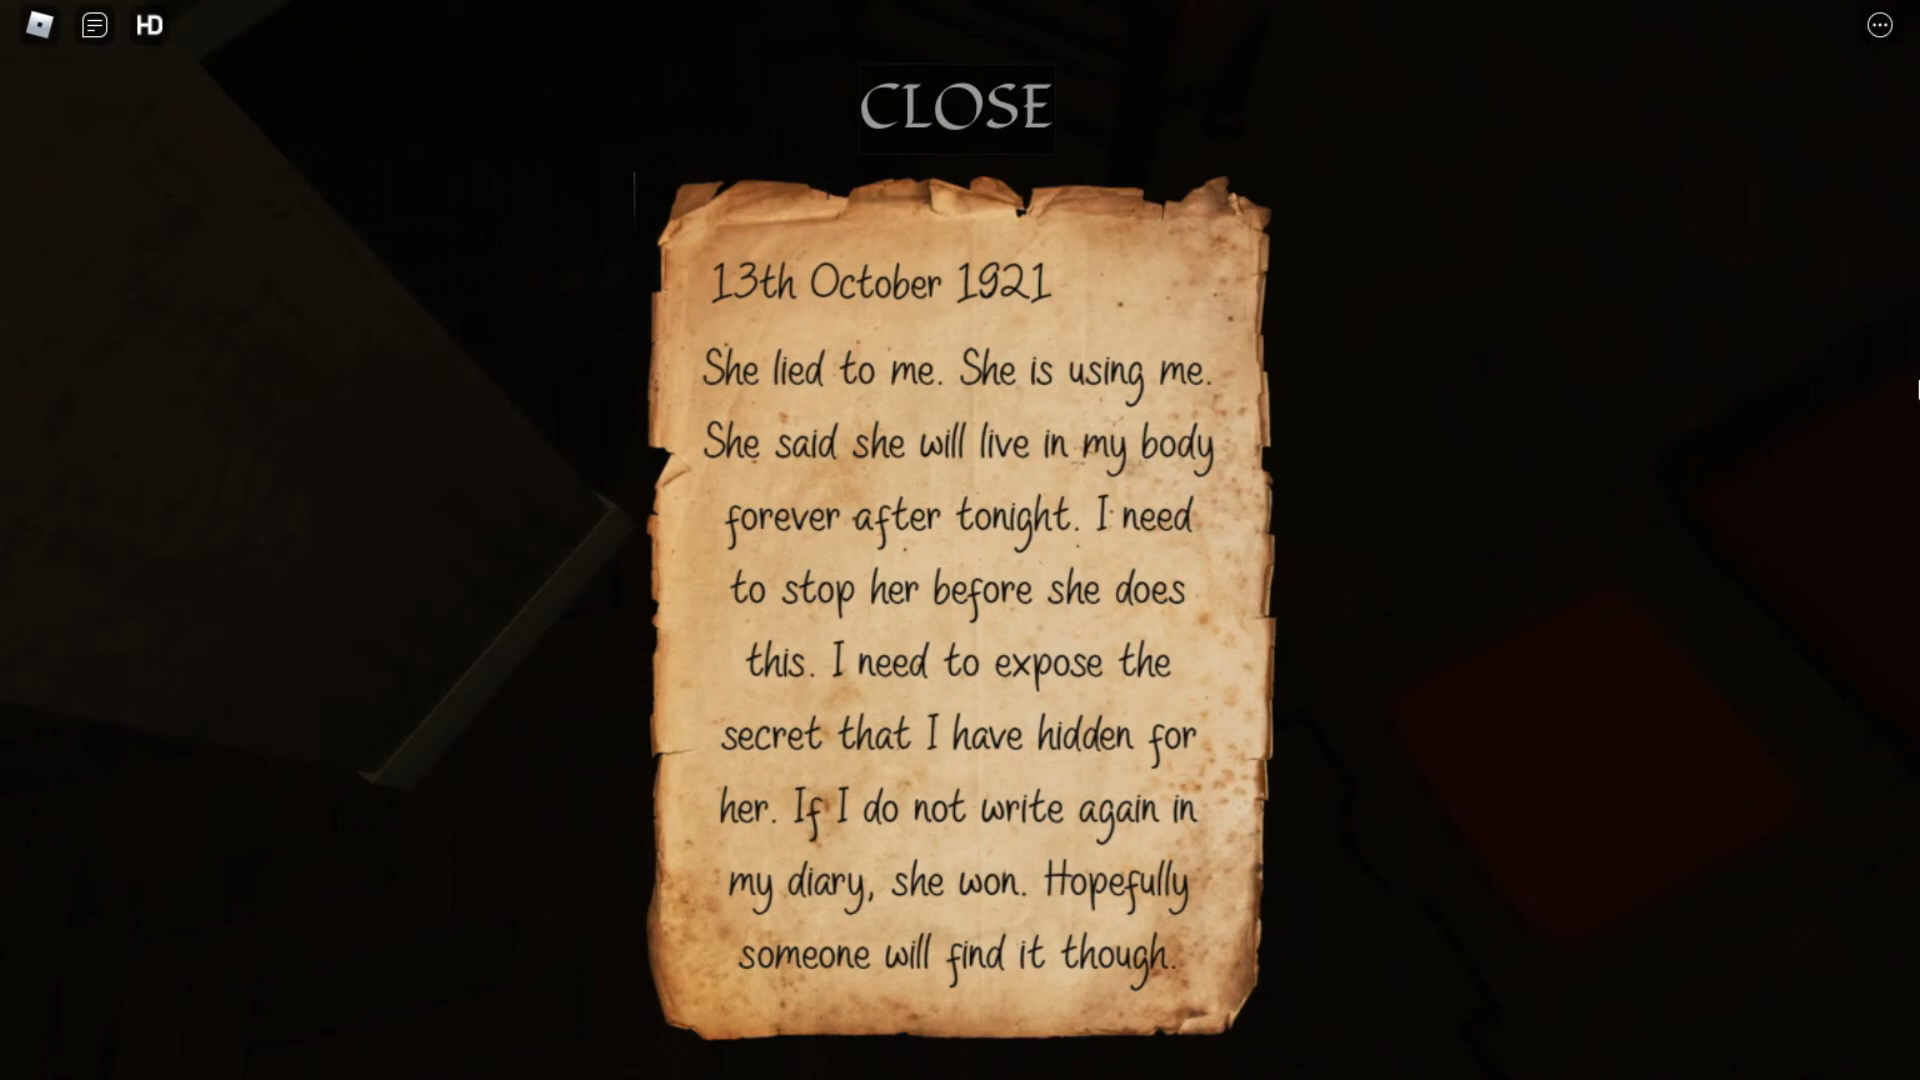 HD
CLOSE
13th October 1921
She lied to me. She is using me.
She said she will live in my body
forever after tonight. I need
to stop her before she does
this. I need to expose the
secret that I have hidden for
her. If I do not write again in
my diary, she won. Hopefully
someone will find it though.